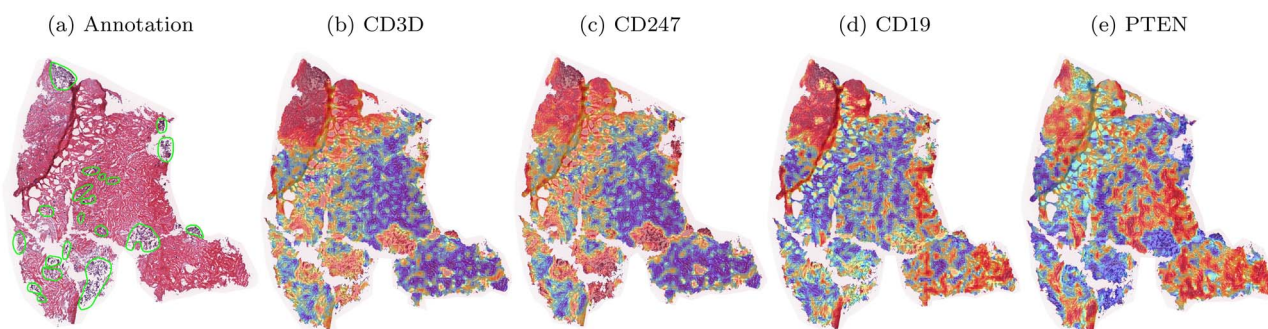 (a) Annotation
(b) CD3D
(c) CD247
(d) CD19
(e) PTEN